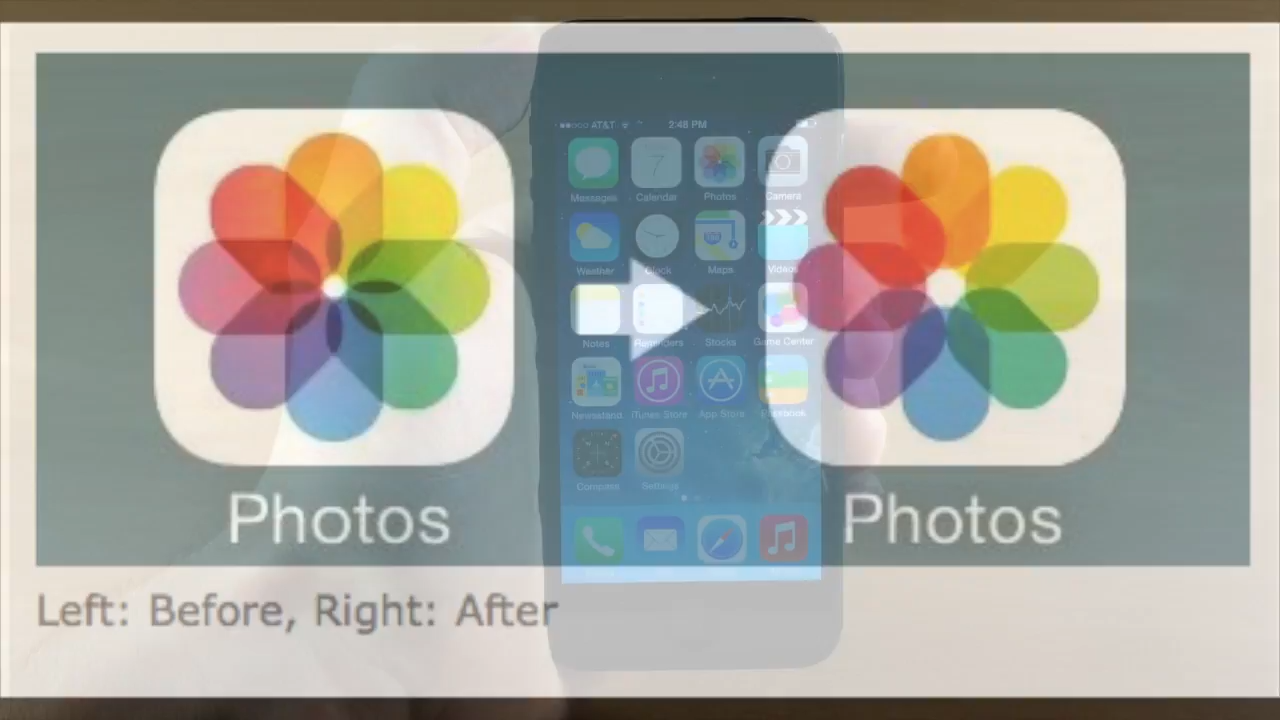 AT&T 2:48 PM
7
Messages Calendar Photos Camera
Weather Clock Maps Videos
Notes Reminders Stocks Game Center
Newsstand iTunes Store App Store Passbook
Compass Settings
Photos Photos
Left: Before, Right: After